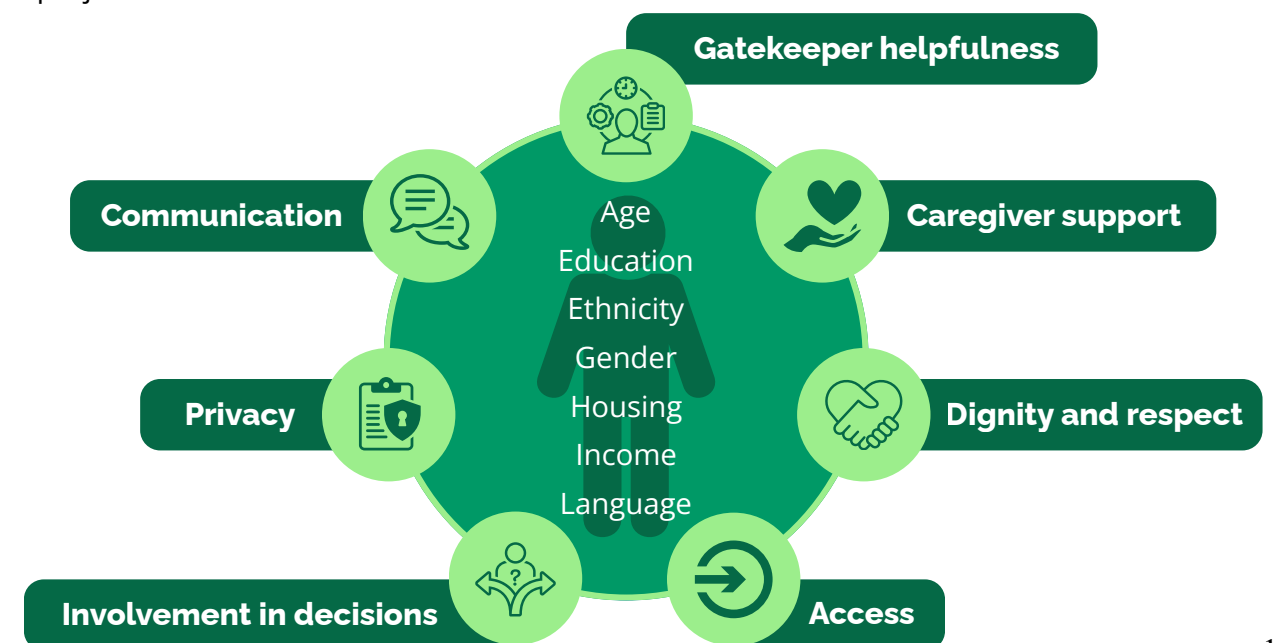 Gatekeeper helpfulness
Communication
Caregiver support
Age
Education
Ethnicity
Gender
Housing
Income
Language
Privacy
Dignity and respect
?
Involvement in decisions
Access